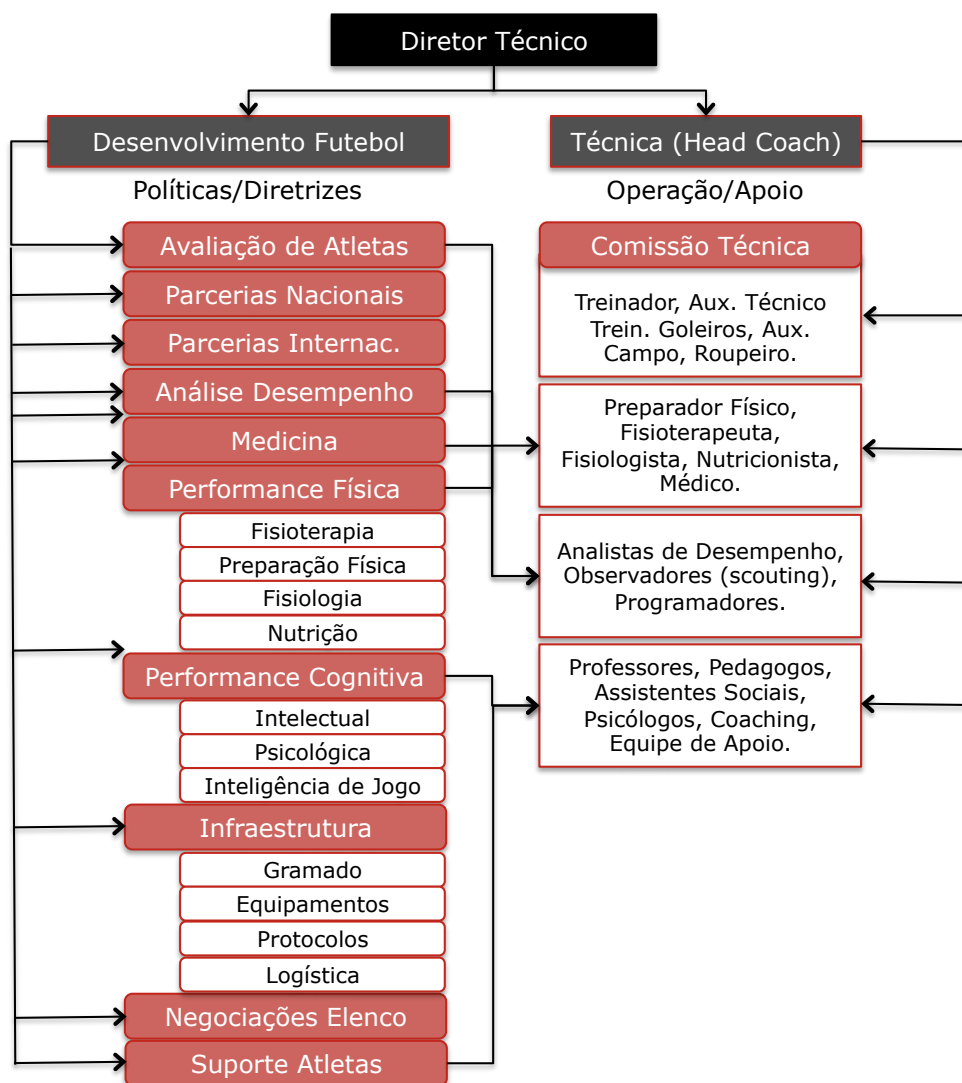 Diretor Técnico
Desenvolvimento Futebol
Políticas/Diretrizes
Avaliação de Atletas
Parcerias Nacionais
Parcerias Internac.
Análise Desempenho
Medicina
Performance Física
Fisioterapia
Preparação Física
Fisiologia
Nutrição
Performance Cognitiva
Intelectual
Psicológica
Inteligência de Jogo
Infraestrutura
Gramado
Equipamentos
Protocolos
Logística
Negociações Elenco
Suporte Atletas
Técnica (Head Coach)
Operação/Apoio
Comissão Técnica
Treinador, Aux. Técnico
Trein. Goleiros, Aux.
Campo, Roupeiro.
Preparador Físico,
Fisioterapeuta,
Fisiologista, Nutricionista,
Médico.
Analistas de Desempenho,
Observadores (scouting),
Programadores.
Professores, Pedagogos,
Assistentes Sociais,
Psicólogos, Coaching,
Equipe de Apoio.